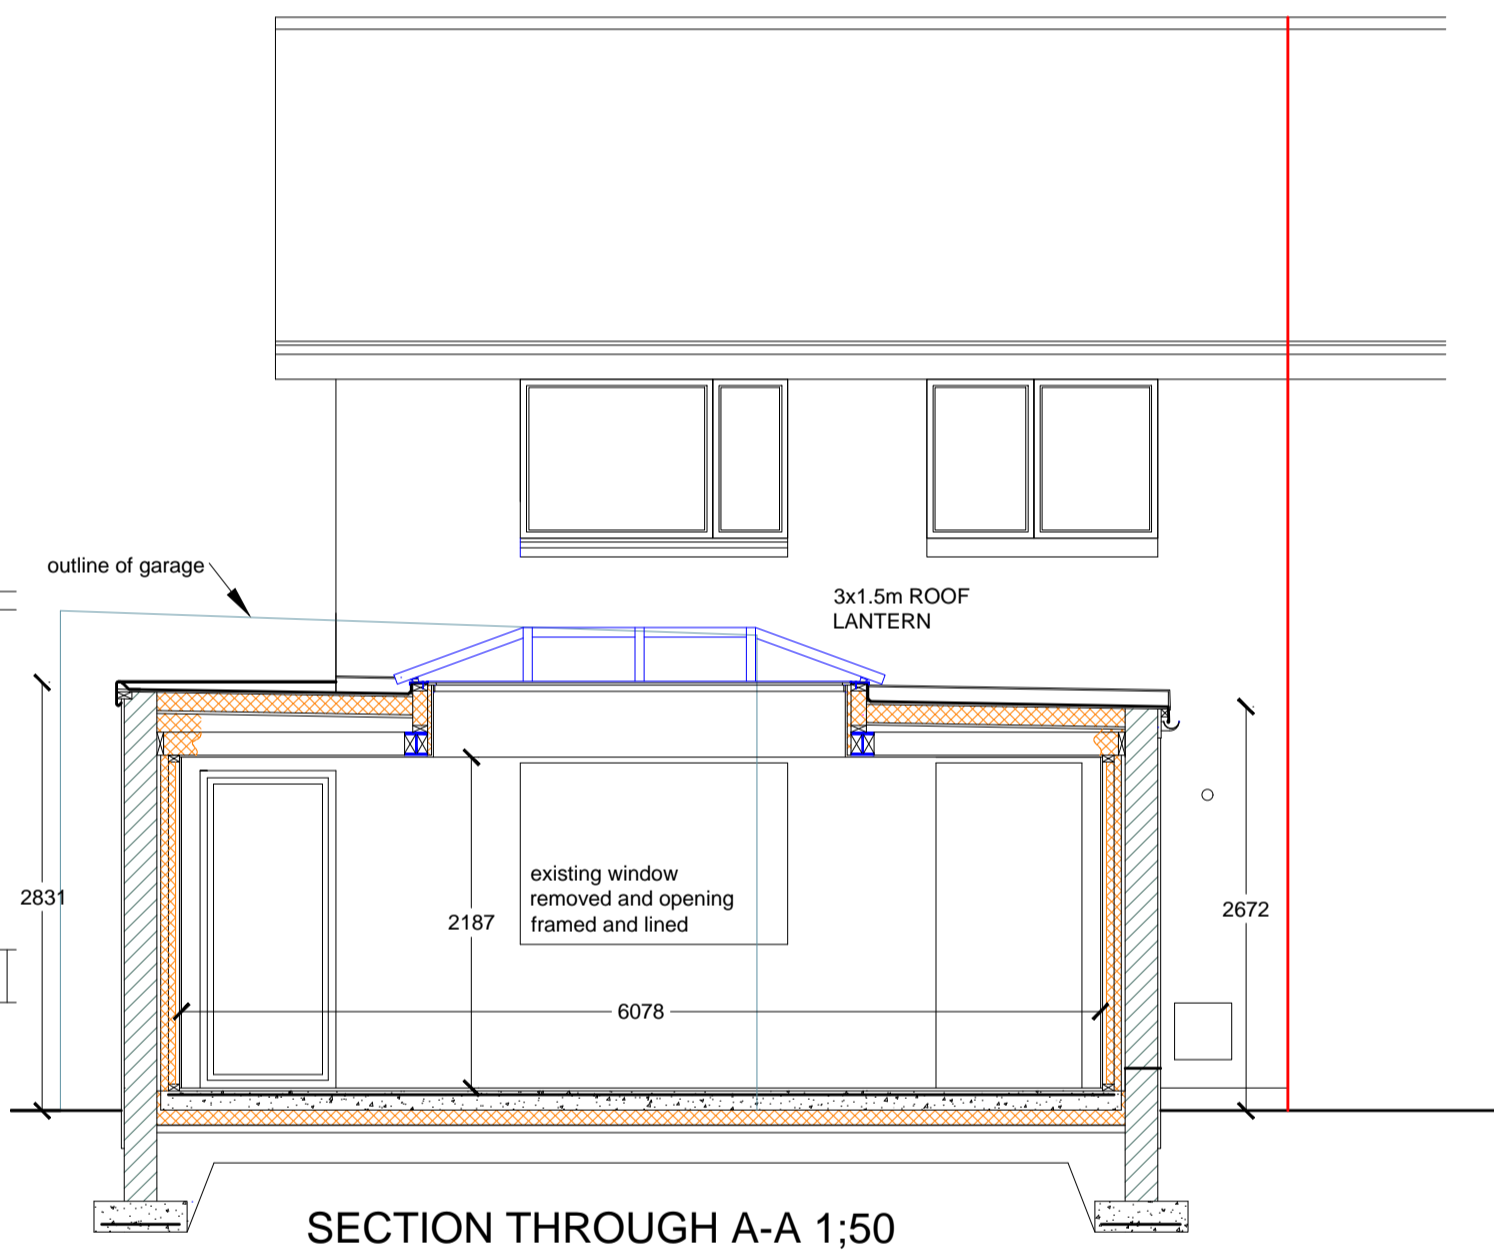 outline of garage
3x1.5m ROOF
LANTERN
existing window
removed and opening
framed and lined
2831
2187
2672
6078
SECTION THROUGH A-A 1;50